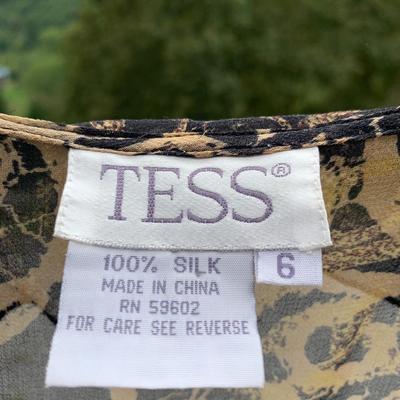 TESS®
100% SILK
6
MADE IN CHINA
RN 59602
FOR CARE SEE REVERSE